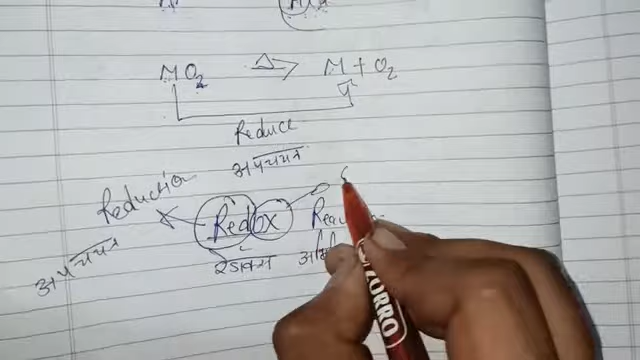 MO2 △→ M + O2
Reduce
अपचयन
Reduction
Redox
अपचयन
रेडाक्स
ZORRO